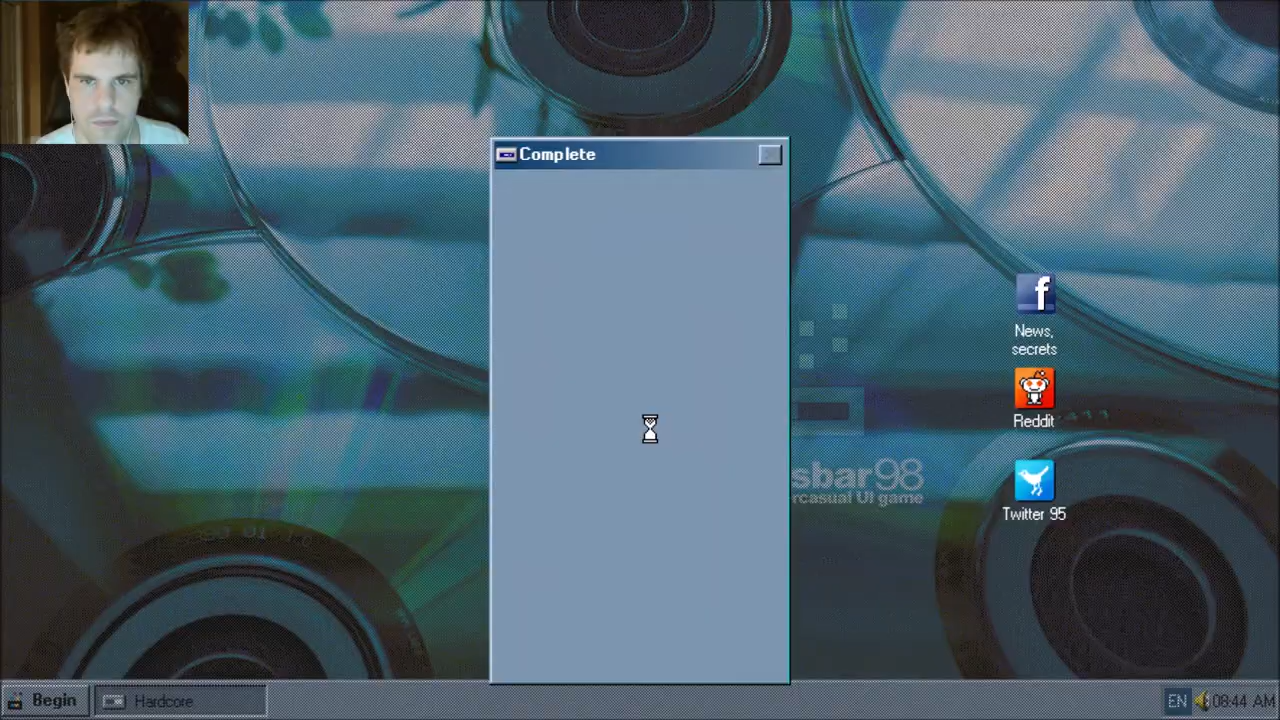 Complete
News,
secrets
Reddit
sbar98
rcasual UI game
Twitter 95
Begin
Hardcore
EN
08:44 AM